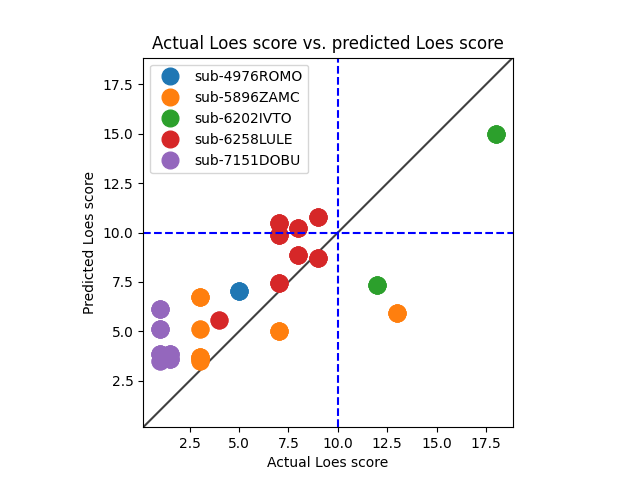 Actual Loes score vs. predicted Loes score
sub-4976ROMO
sub-5896ZAMC
sub-6202IVTO
sub-6258LULE
sub-7151DOBU
Predicted Loes score
17.5
15.0
12.5
10.0
7.5
5.0
2.5
2.5 5.0 7.5 10.0 12.5 15.0 17.5
Actual Loes score